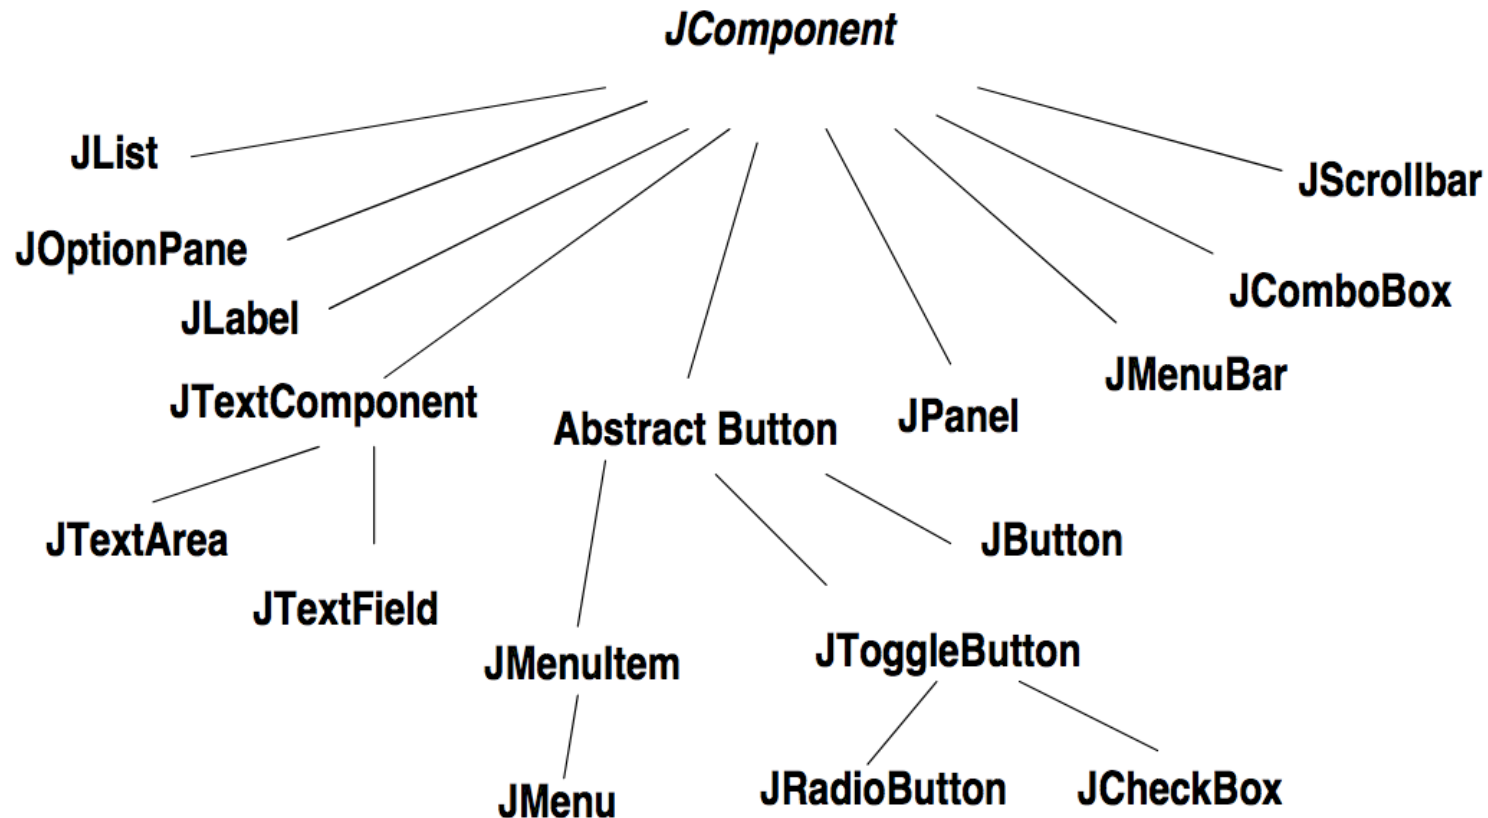 JComponent
JList
JScrollbar
JOptionPane
JComboBox
JLabel
JMenuBar
JTextComponent
JPanel
Abstract Button
JTextArea
JButton
JTextField
JToggleButton
JMenuItem
JRadioButton
JCheckBox
JMenu